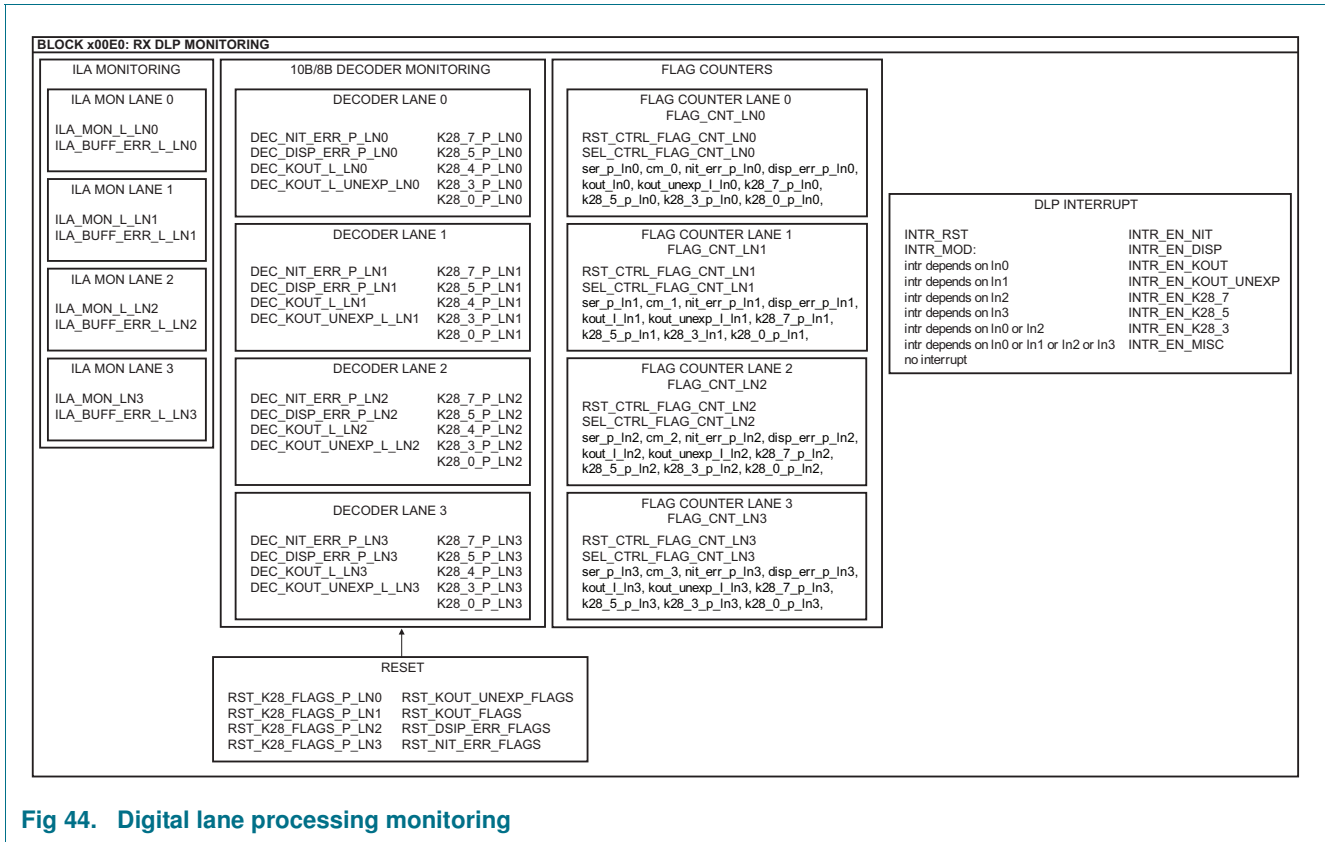 BLOCK x00E0: RX DLP MONITORING
ILA MONITORING
ILA MON LANE 0
ILA_MON_L_LN0
ILA_BUFF_ERR_L_LN0
ILA MON LANE 1
ILA_MON_L_LN1
ILA_BUFF_ERR_L_LN1
ILA MON LANE 2
ILA_MON_L_LN2
ILA_BUFF_ERR_L_LN2
ILA MON LANE 3
ILA_MON_LN3
ILA_BUFF_ERR_L_LN3
10B/8B DECODER MONITORING
DECODER LANE 0
DEC_NIT_ERR_P_LN0 K28_7_P_LN0
DEC_DISP_ERR_P_LN0 K28_5_P_LN0
DEC_KOUT_L_LN0 K28_4_P_LN0
DEC_KOUT_L_UNEXP_LN0 K28_3_P_LN0
K28_0_P_LN0
DECODER LANE 1
DEC_NIT_ERR_P_LN1 K28_7_P_LN1
DEC_DISP_ERR_P_LN1 K28_5_P_LN1
DEC_KOUT_L_LN1 K28_4_P_LN1
DEC_KOUT_UNEXP_L_LN1 K28_3_P_LN1
K28_0_P_LN1
DECODER LANE 2
DEC_NIT_ERR_P_LN2 K28_7_P_LN2
DEC_DISP_ERR_P_LN2 K28_5_P_LN2
DEC_KOUT_L_LN2 K28_4_P_LN2
DEC_KOUT_UNEXP_L_LN2 K28_3_P_LN2
K28_0_P_LN2
DECODER LANE 3
DEC_NIT_ERR_P_LN3 K28_7_P_LN3
DEC_DISP_ERR_P_LN3 K28_5_P_LN3
DEC_KOUT_L_LN3 K28_4_P_LN3
DEC_KOUT_UNEXP_L_LN3 K28_3_P_LN3
K28_0_P_LN3
FLAG COUNTERS
FLAG COUNTER LANE 0
FLAG_CNT_LN0
RST_CTRL_FLAG_CNT_LN0
SEL_CTRL_FLAG_CNT_LN0
ser_p_ln0, cm_0, nit_err_p_ln0, disp_err_p_ln0,
kout_ln0, kout_unexp_l_ln0, k28_7_p_ln0,
k28_5_p_ln0, k28_3_p_ln0, k28_0_p_ln0,
FLAG COUNTER LANE 1
FLAG_CNT_LN1
RST_CTRL_FLAG_CNT_LN1
SEL_CTRL_FLAG_CNT_LN1
ser_p_ln1, cm_1, nit_err_p_ln1, disp_err_p_ln1,
kout_l_ln1, kout_unexp_l_ln1, k28_7_p_ln1,
k28_5_p_ln1, k28_3_ln1, k28_0_p_ln1,
FLAG COUNTER LANE 2
FLAG_CNT_LN2
RST_CTRL_FLAG_CNT_LN2
SEL_CTRL_FLAG_CNT_LN2
ser_p_ln2, cm_2, nit_err_p_ln2, disp_err_p_ln2,
kout_l_ln2, kout_unexp_l_ln2, k28_7_p_ln2,
k28_5_p_ln2, k28_3_p_ln2, k28_0_p_ln2,
FLAG COUNTER LANE 3
FLAG_CNT_LN3
RST_CTRL_FLAG_CNT_LN3
SEL_CTRL_FLAG_CNT_LN3
ser_p_ln3, cm_3, nit_err_p_ln3, disp_err_p_ln3,
kout_l_ln3, kout_unexp_l_ln3, k28_7_p_ln3,
k28_5_p_ln3, k28_3_p_ln3, k28_0_p_ln3,
DLP INTERRUPT
INTR_RST INTR_EN_NIT
INTR_MOD: INTR_EN_DISP
intr depends on ln0 INTR_EN_KOUT
intr depends on ln1 INTR_EN_KOUT_UNEXP
intr depends on ln2 INTR_EN_K28_7
intr depends on ln3 INTR_EN_K28_5
intr depends on ln0 or ln2 INTR_EN_K28_3
intr depends on ln0 or ln1 or ln2 or ln3 INTR_EN_MISC
no interrupt
RESET
RST_K28_FLAGS_P_LN0 RST_KOUT_UNEXP_FLAGS
RST_K28_FLAGS_P_LN1 RST_KOUT_FLAGS
RST_K28_FLAGS_P_LN2 RST_DSIP_ERR_FLAGS
RST_K28_FLAGS_P_LN3 RST_NIT_ERR_FLAGS
Fig 44. Digital lane processing monitoring